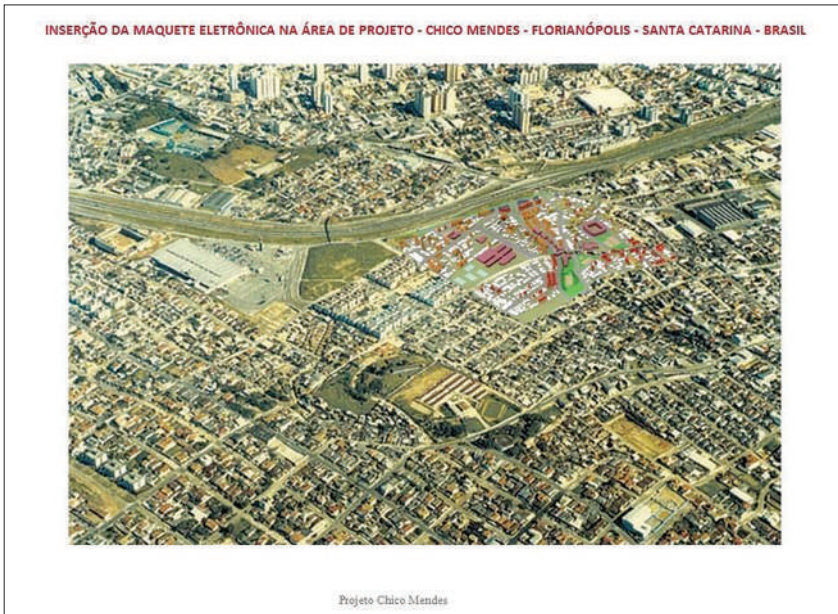 INSERÇÃO DA MAQUETE ELETRÔNICA NA ÁREA DE PROJETO - CHICO MENDES - FLORIANÓPOLIS - SANTA CATARINA - BRASIL
Projeto Chico Mendes